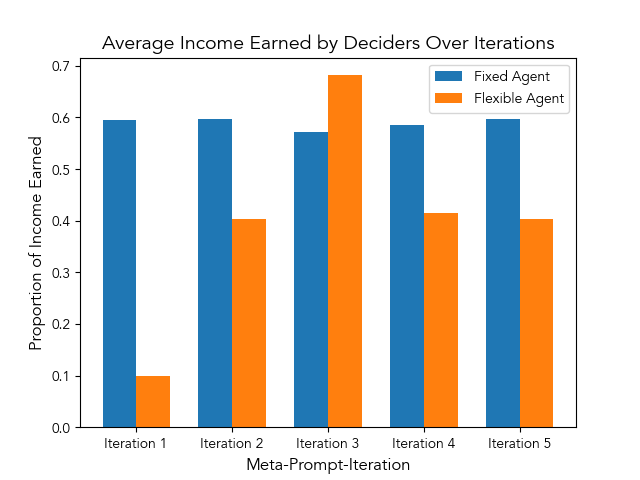 Average Income Earned by Deciders Over Iterations
Fixed Agent
Flexible Agent
Proportion of Income Earned
0.7
0.6
0.5
0.4
0.3
0.2
0.1
0.0
Iteration 1
Iteration 2
Iteration 3
Iteration 4
Iteration 5
Meta-Prompt-Iteration